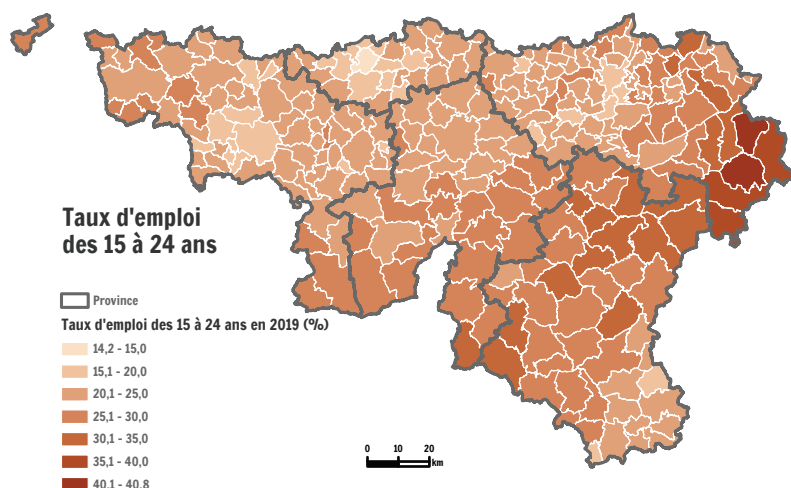 Taux d'emploi
des 15 à 24 ans
Province
Taux d'emploi des 15 à 24 ans en 2019 (‰)
14,2 - 15,0
15,1 - 20,0
20,1 - 25,0
25,1 - 30,0
30,1 - 35,0
35,1 - 40,0
40,1 - 40,8
0 10 20
km